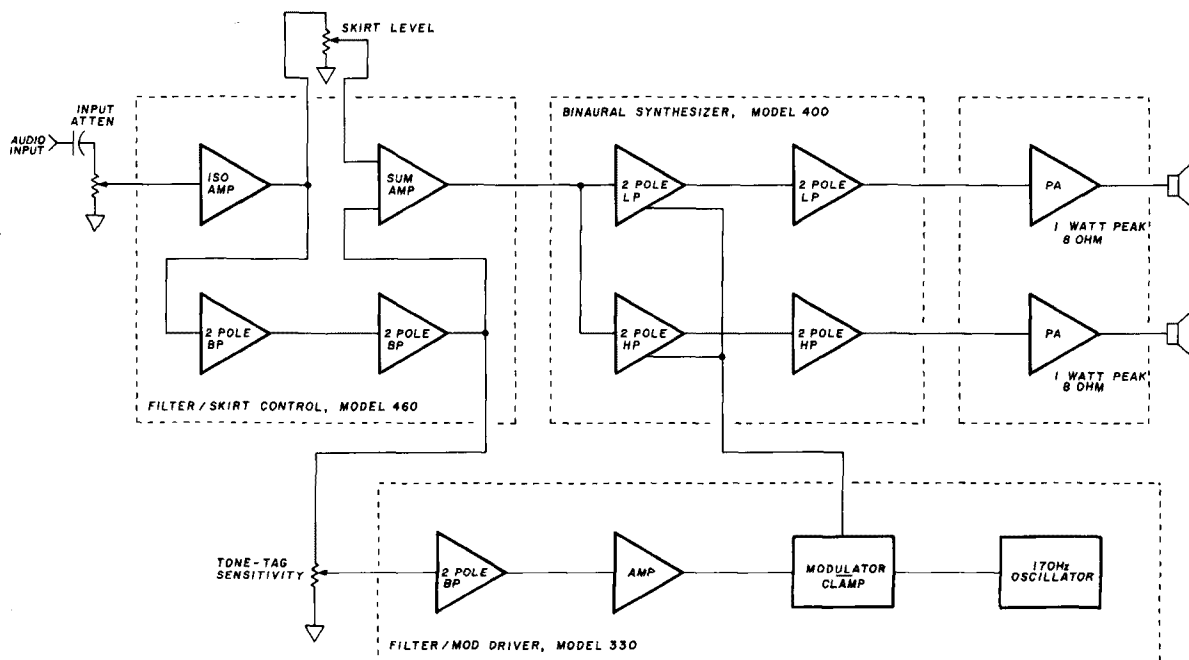 SKIRT LEVEL
INPUT
ATTEN
AUDIO
INPUT
ISO
AMP
SUM
AMP
2 POLE
BP
2 POLE
BP
FILTER/SKIRT CONTROL, MODEL 460
BINAURAL SYNTHESIZER, MODEL 400
2 POLE
LP
2 POLE
LP
2 POLE
HP
2 POLE
HP
PA
1 WATT PEAK
8 OHM
PA
1 WATT PEAK
8 OHM
TONE-TAG
SENSITIVITY
2 POLE
BP
AMP
MODULATOR
CLAMP
170Hz
OSCILLATOR
FILTER/MOD DRIVER, MODEL 330